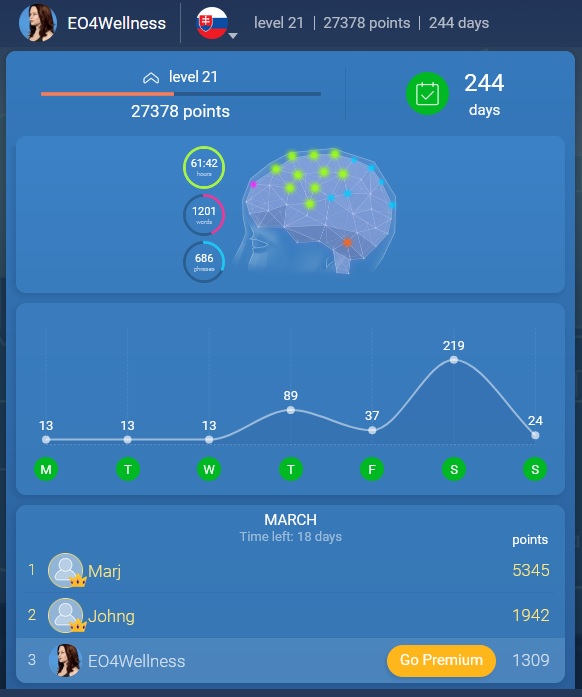 EO4Wellness
level 21 | 27378 points | 244 days
level 21
27378 points
244
days
61:42
hours
1201
words
686
phrases
13 13 13 89 37 219 24
M T W T F S S
MARCH
Time left: 18 days
points
1 Marj 5345
2 Johng 1942
3 EO4Wellness Go Premium 1309